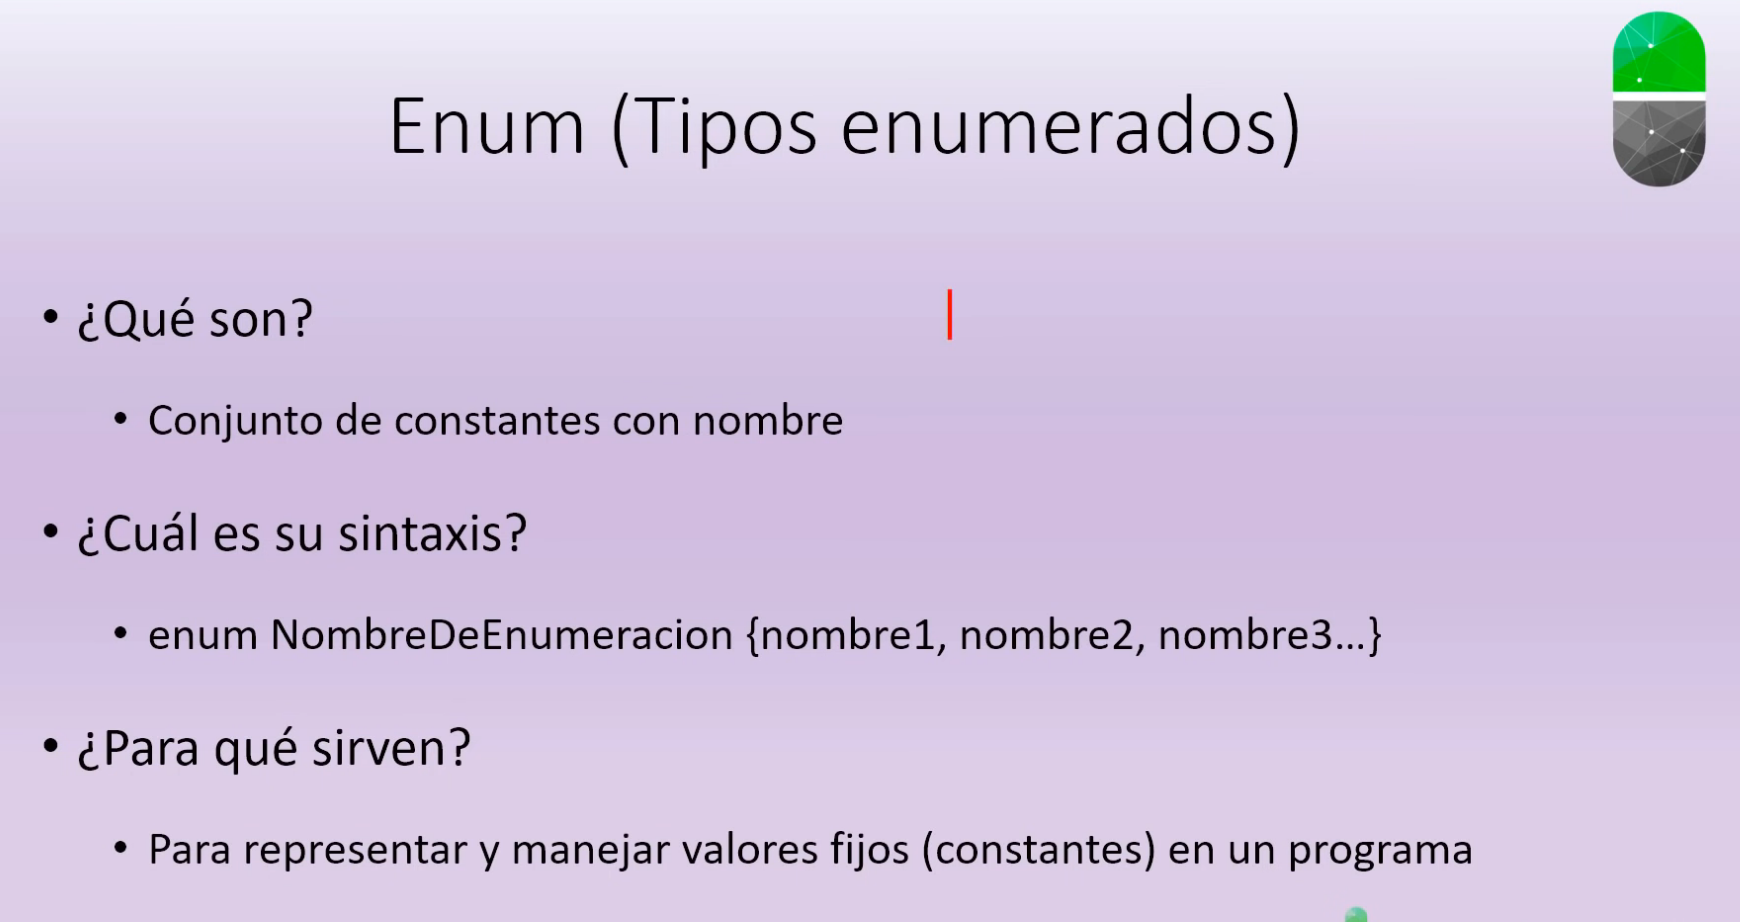 Enum (Tipos enumerados)
• ¿Qué son?
• Conjunto de constantes con nombre
• ¿Cuál es su sintaxis?
• enum NombreDeEnumeracion {nombre1, nombre2, nombre3...}
• ¿Para qué sirven?
• Para representar y manejar valores fijos (constantes) en un programa